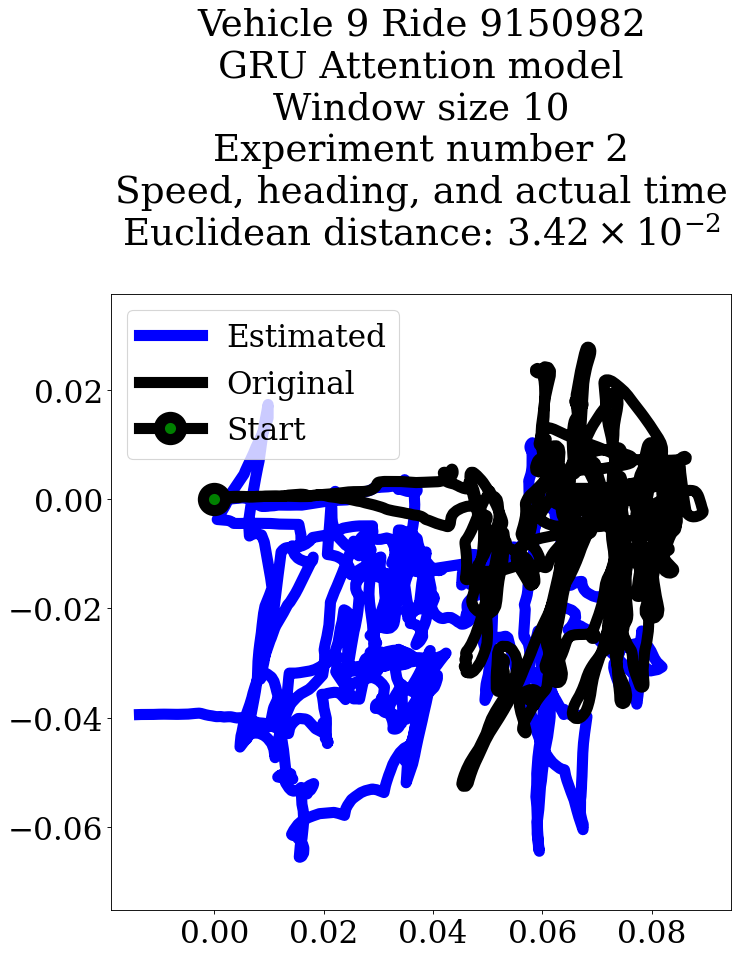 Vehicle 9 Ride 9150982
GRU Attention model
Window size 10
Experiment number 2
Speed, heading, and actual time
Euclidean distance: 3.42 × 10⁻²
Estimated
Original
Start
0.02
0.00
−0.02
−0.04
−0.06
0.00 0.02 0.04 0.06 0.08